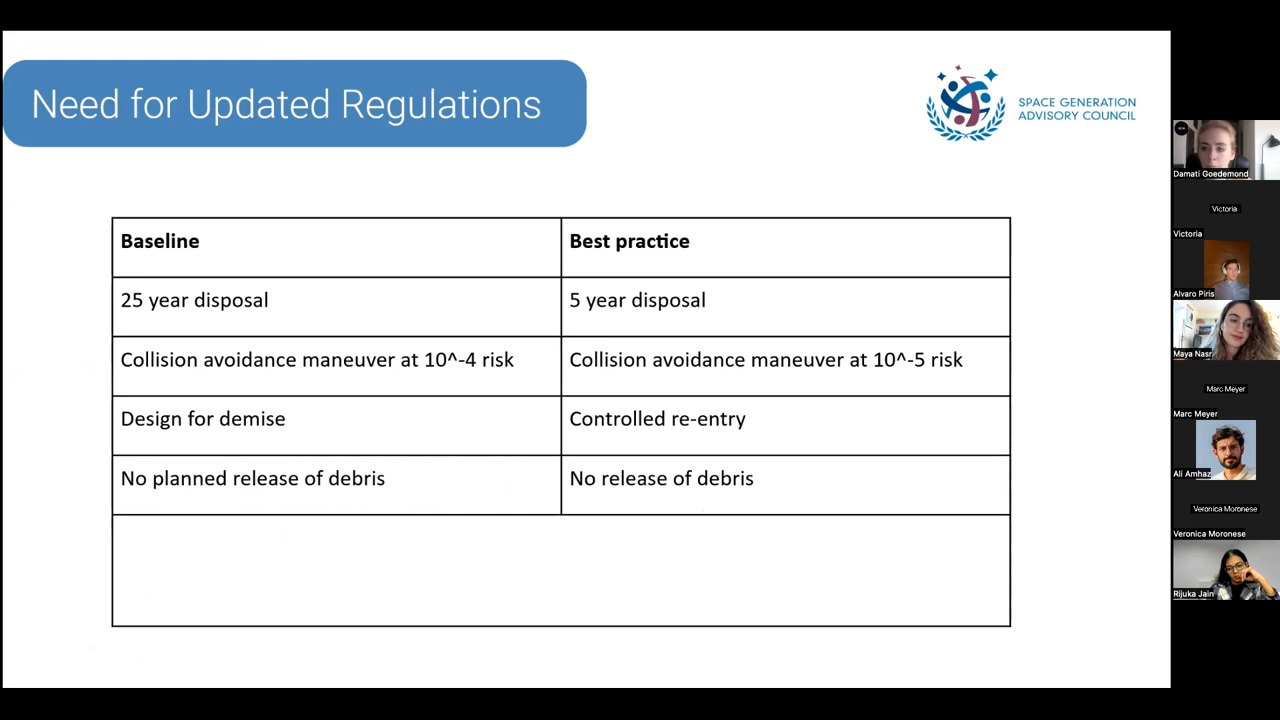 Need for Updated Regulations
SPACE GENERATION
ADVISORY COUNCIL
Baseline
Best practice
25 year disposal
5 year disposal
Collision avoidance maneuver at 10^-4 risk
Collision avoidance maneuver at 10^-5 risk
Design for demise
Controlled re-entry
No planned release of debris
No release of debris
Damati Goedemond
Victoria
Victoria
Alvaro Piris
Maya Nasr
Marc Meyer
Marc Meyer
Ali Amhaz
Veronica Moronese
Veronica Moronese
Rijuka Jain